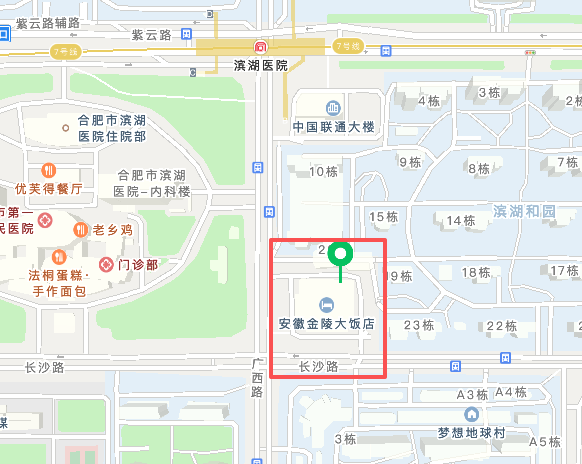 紫云路辅路
紫云路
7号线
7号线
滨湖医院
3栋
4栋
2栋
合肥市滨湖
医院住院部
中国联通大楼
9栋
8栋
7栋
10栋
合肥市滨湖
医院-内科楼
优芙得餐厅
市第一
民医院
老乡鸡
15栋
14栋
滨湖和园
门诊部
法桐蛋糕·
手作面包
19栋
18栋
17栋
安徽金陵大饭店
23栋
22栋
长沙路
长沙路
广西路
A3栋
A4栋
梦想地球村
3栋
A5栋